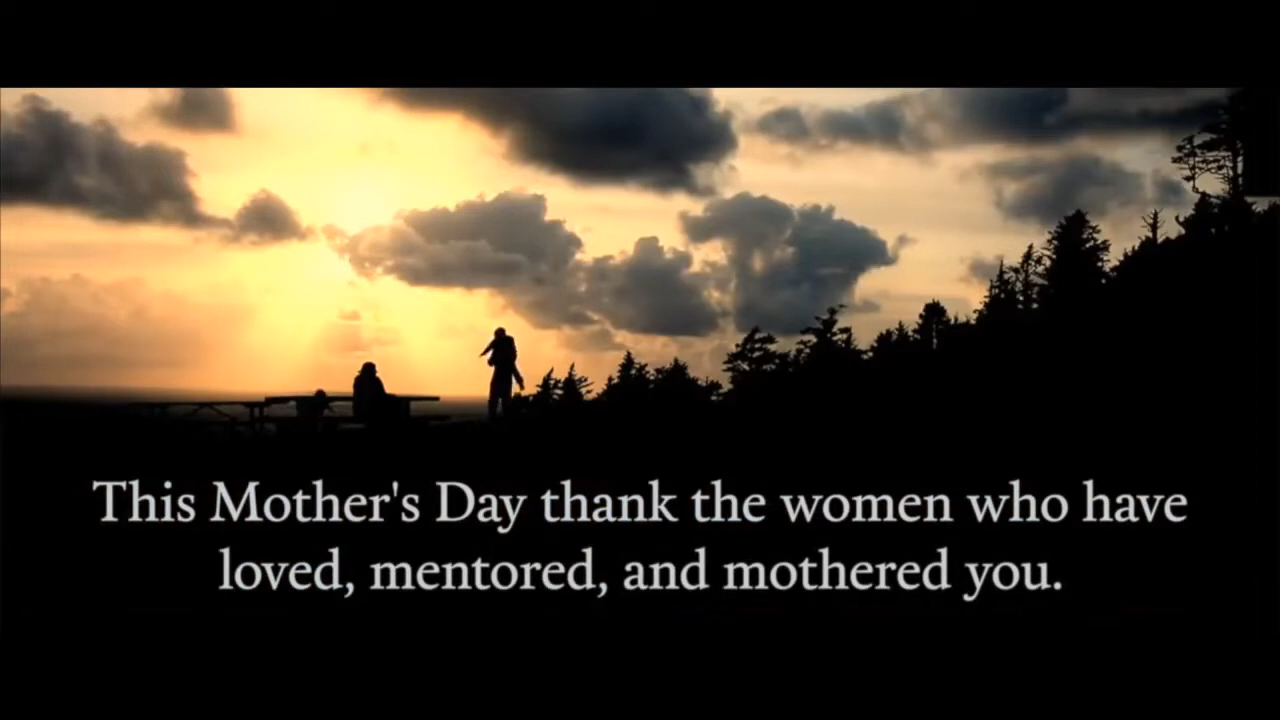 This Mother's Day thank the women who have
loved, mentored, and mothered you.